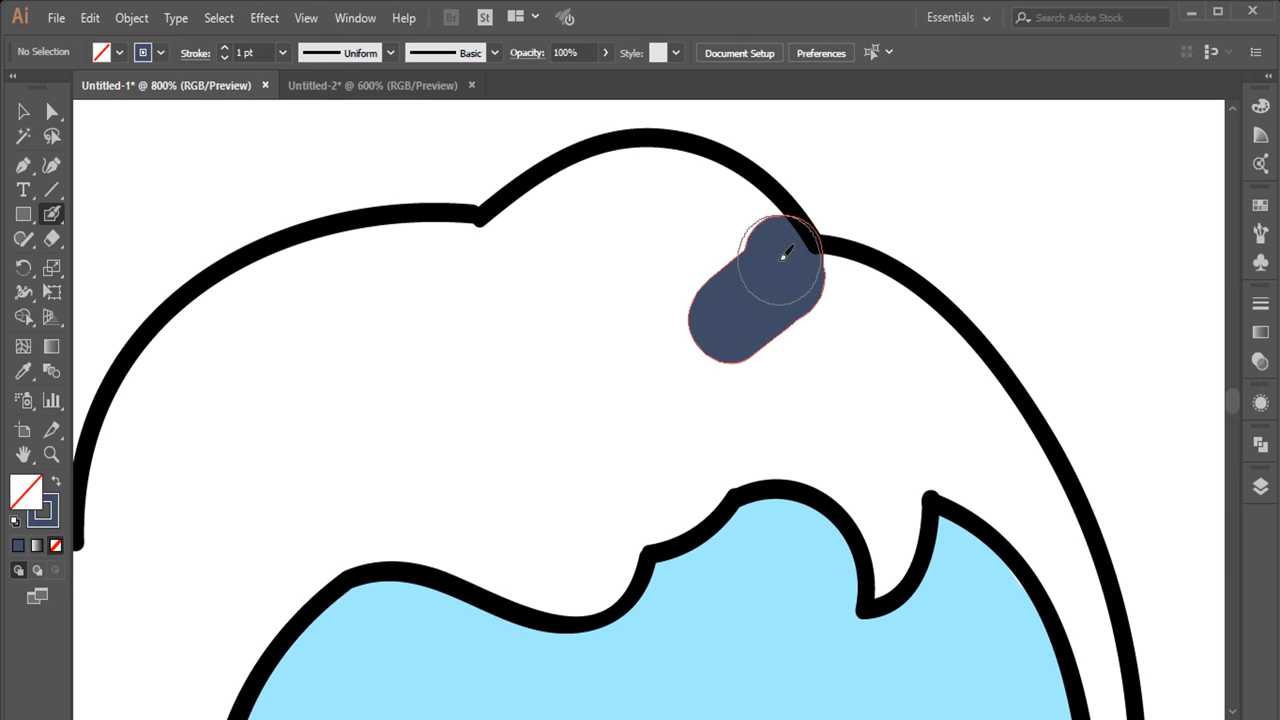 Ai File Edit Object Type Select Effect View Window Help Br St Essentials Search Adobe Stock
No Selection Stroke: 1 pt Uniform Basic Opacity: 100% Style: Document Setup Preferences
Untitled-1* @ 800% (RGB/Preview) × Untitled-2* @ 600% (RGB/Preview) ×